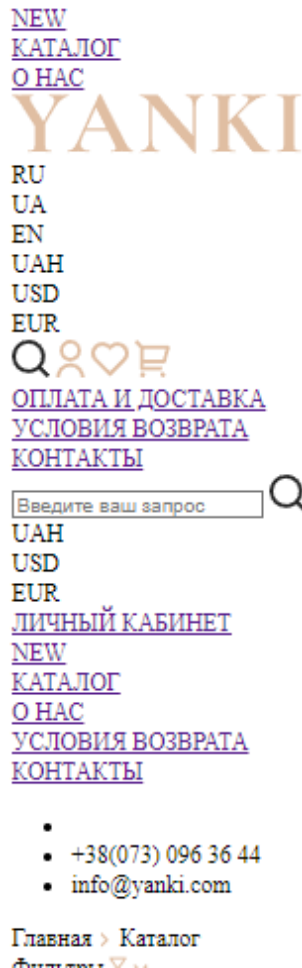 NEW
КАТАЛОГ
О НАС
YANKI
RU
UA
EN
UAH
USD
EUR
ОПЛАТА И ДОСТАВКА
УСЛОВИЯ ВОЗВРАТА
КОНТАКТЫ
Введите ваш запрос
UAH
USD
EUR
ЛИЧНЫЙ КАБИНЕТ
NEW
КАТАЛОГ
О НАС
УСЛОВИЯ ВОЗВРАТА
КОНТАКТЫ
+38(073) 096 36 44
info@yanki.com
Главная > Каталог
Фильтры